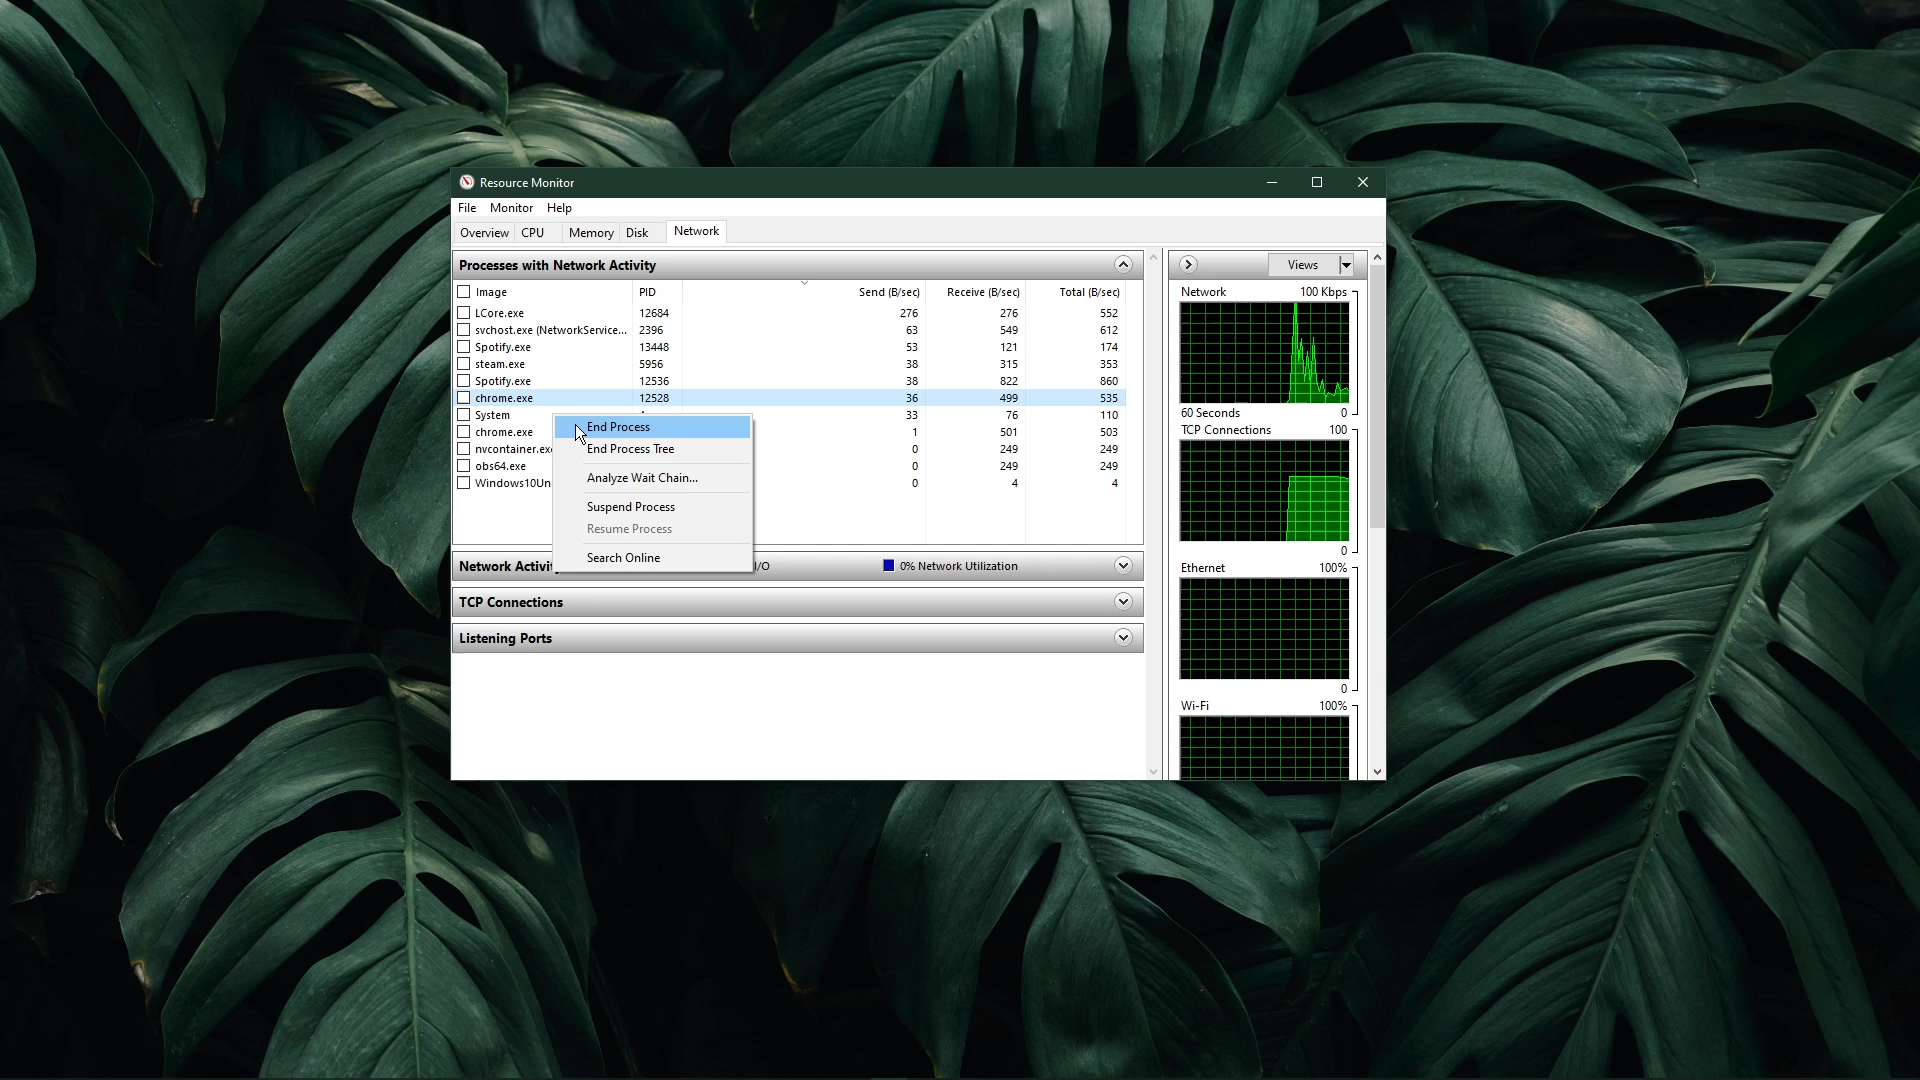 Resource Monitor
File Monitor Help
Overview CPU Memory Disk Network
Processes with Network Activity
Image PID Send (B/sec) Receive (B/sec) Total (B/sec)
LCore.exe 12684 276 276 552
svchost.exe (NetworkService... 2396 63 549 612
Spotify.exe 13448 53 121 174
steam.exe 5956 38 315 353
Spotify.exe 12536 38 822 860
chrome.exe 12528 36 499 535
System 33 76 110
chrome.exe 1 501 503
nvcontainer.exe 0 249 249
obs64.exe 0 249 249
Windows10Un 0 4 4
End Process
End Process Tree
Analyze Wait Chain...
Suspend Process
Resume Process
Search Online
Network Activit I/O 0% Network Utilization
TCP Connections
Listening Ports
Views
Network 100 Kbps
60 Seconds 0
TCP Connections 100
0
Ethernet 100%
0
Wi-Fi 100%